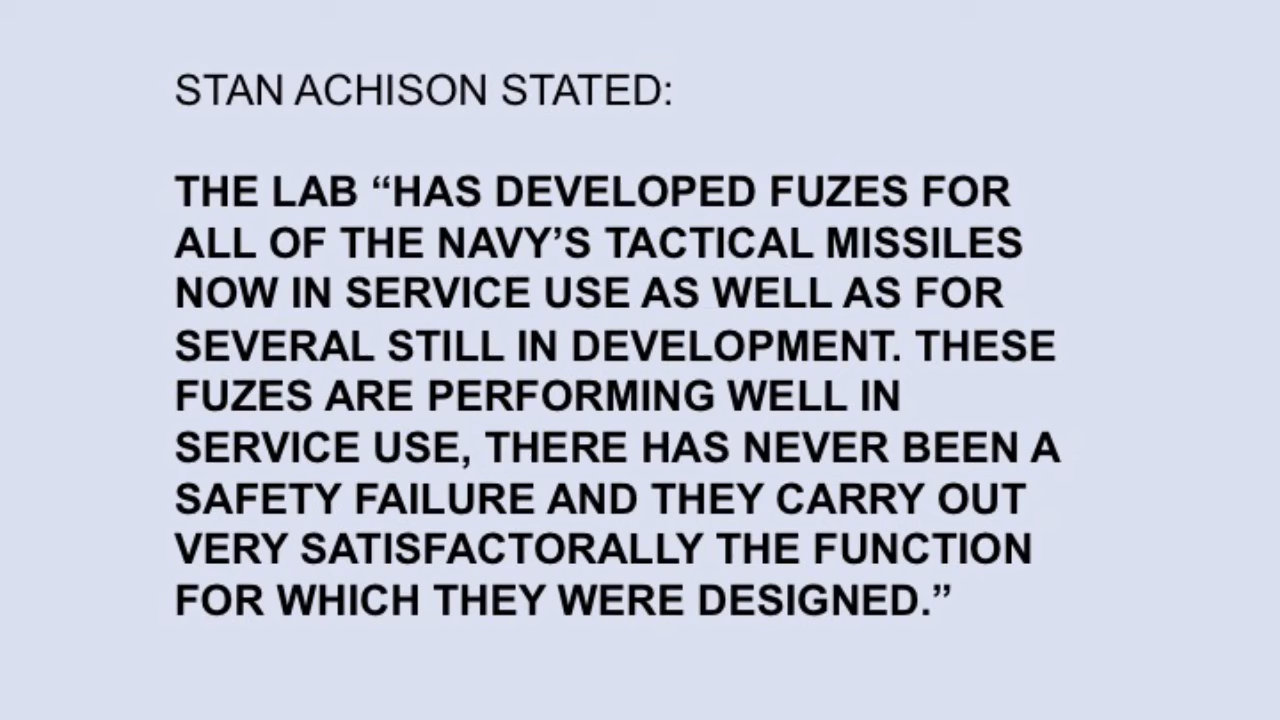 STAN ACHISON STATED:
THE LAB “HAS DEVELOPED FUZES FOR
ALL OF THE NAVY’S TACTICAL MISSILES
NOW IN SERVICE USE AS WELL AS FOR
SEVERAL STILL IN DEVELOPMENT. THESE
FUZES ARE PERFORMING WELL IN
SERVICE USE, THERE HAS NEVER BEEN A
SAFETY FAILURE AND THEY CARRY OUT
VERY SATISFACTORALLY THE FUNCTION
FOR WHICH THEY WERE DESIGNED.”